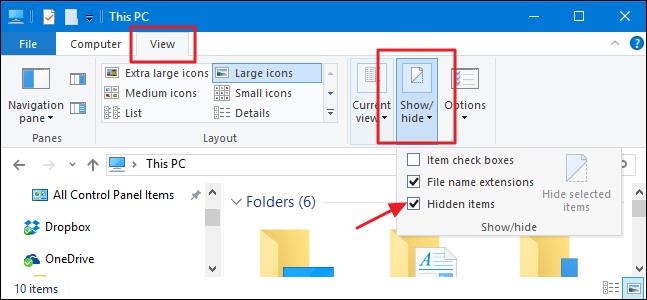 This PC
File Computer View
Extra large icons Large icons
Medium icons Small icons
List Details
Navigation
pane
Current
view
Show/
hide
Options
Panes Layout
This PC
Item check boxes
File name extensions
Hidden items
Hide selected
items
Show/hide
All Control Panel Items
Dropbox
OneDrive
Folders (6)
10 items